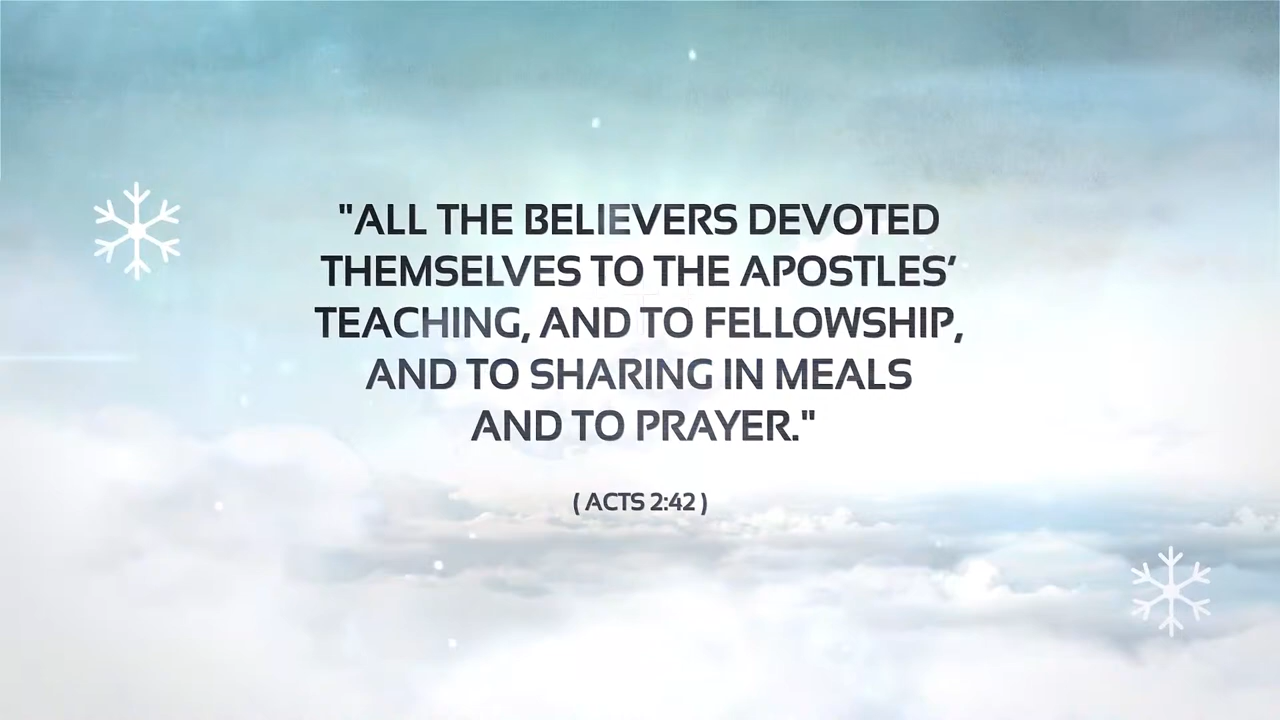 "ALL THE BELIEVERS DEVOTED
THEMSELVES TO THE APOSTLES’
TEACHING, AND TO FELLOWSHIP,
AND TO SHARING IN MEALS
AND TO PRAYER."
( ACTS 2:42 )